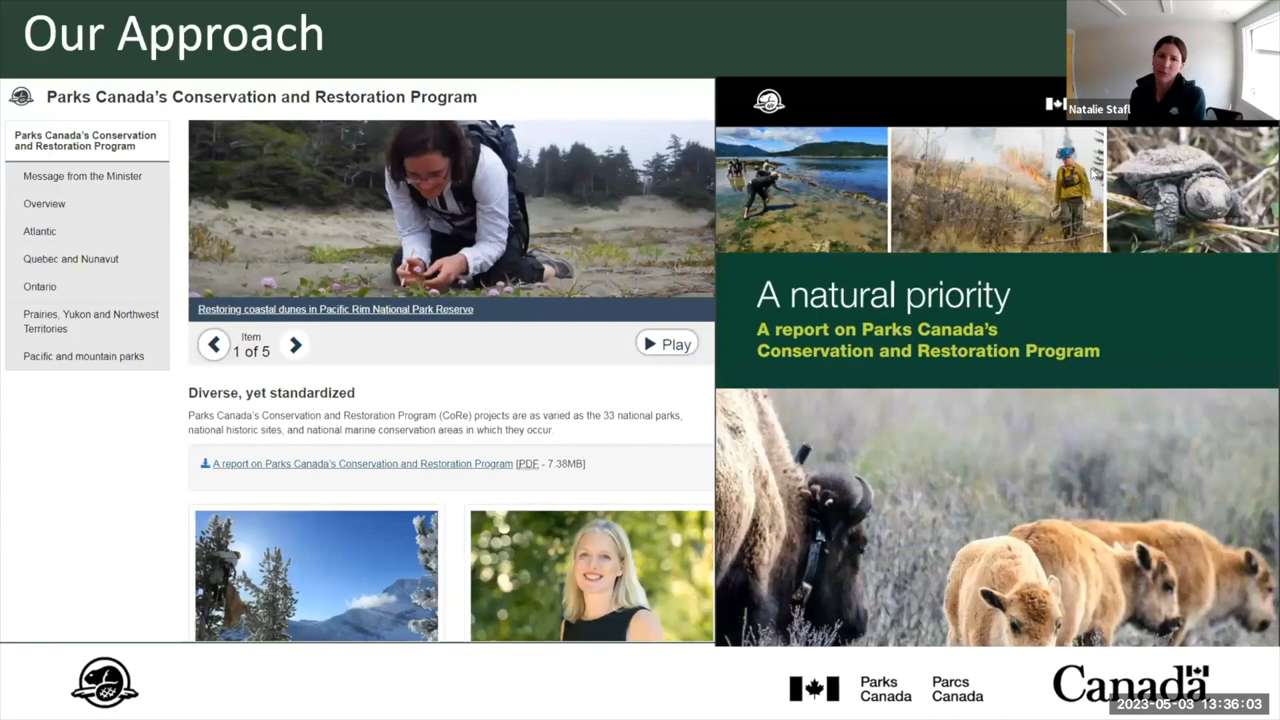 Our Approach
Parks Canada's Conservation and Restoration Program
Parks Canada's Conservation
and Restoration Program
Message from the Minister
Overview
Atlantic
Quebec and Nunavut
Ontario
Prairies, Yukon and Northwest
Territories
Pacific and mountain parks
Restoring coastal dunes in Pacific Rim National Park Reserve
Item
1 of 5
Play
Diverse, yet standardized
Parks Canada's Conservation and Restoration Program (CoRe) projects are as varied as the 33 national parks,
national historic sites, and national marine conservation areas in which they occur.
A report on Parks Canada's Conservation and Restoration Program [PDF - 7.38MB]
Natalie Stafl
A natural priority
A report on Parks Canada's
Conservation and Restoration Program
Parks
Canada
Parcs
Canada
Canada
2023-05-03 13:36:03